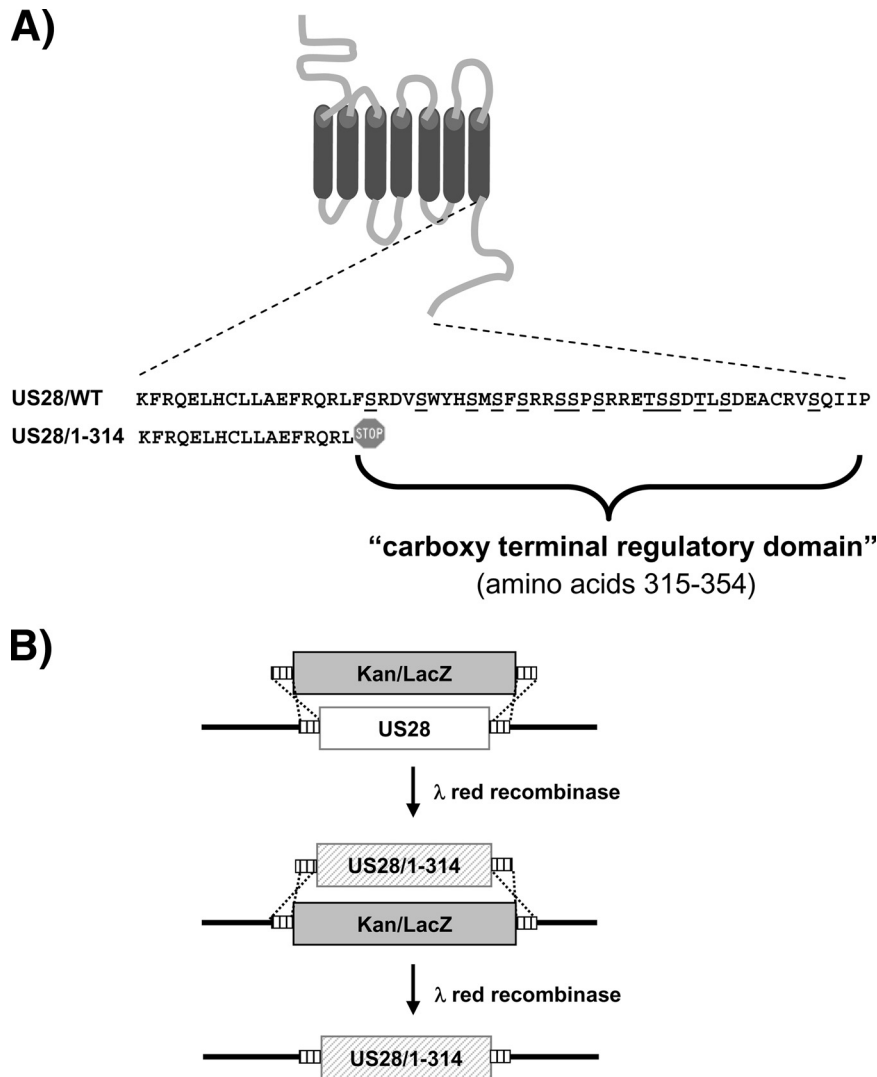 A)
US28/WT KFRQELHCLLAEFRQRLFSRDVSWYHSMSFSRRSSPSRRETSSDTLSDEACRVSQIIP
US28/1-314 KFRQELHCLLAEFRQRL STOP
“carboxy terminal regulatory domain”
(amino acids 315-354)
B)
Kan/LacZ
US28
λ red recombinase
US28/1-314
Kan/LacZ
λ red recombinase
US28/1-314